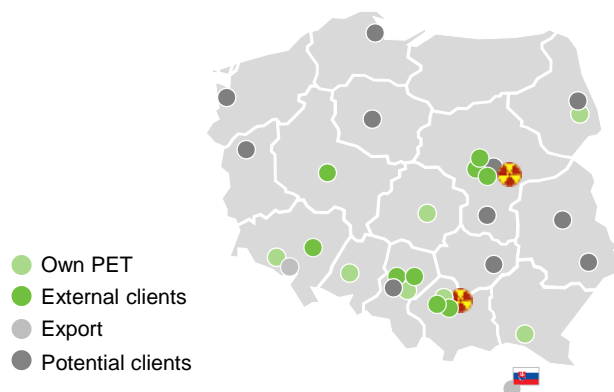 Own PET
External clients
Export
Potential clients